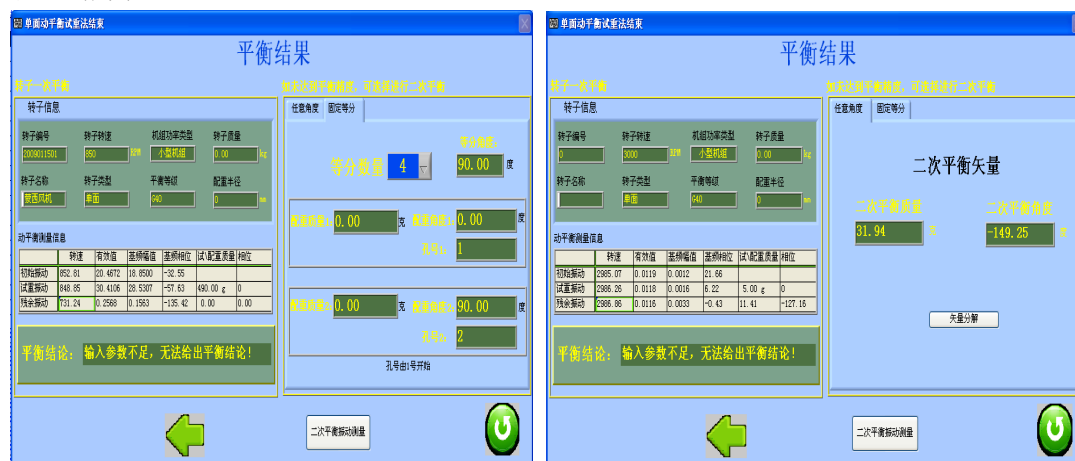 单面动平衡试重法结束
平衡结果
转子一次平衡
如未达到平衡精度，可选择进行二次平衡
转子信息
转子编号 转子转速 机组功率类型 转子质量
2009011501 950 RPM 小型机组 0.00 kg
转子名称 转子类型 平衡等级 配重半径
蒙西风机 单面 G40 0 mm
动平衡测量信息
转速 有效值 基频幅值 基频相位 试\配重质量 相位
初始振动 852.81 20.4672 18.8500 -32.55
试重振动 848.85 30.4106 28.5307 -57.63 490.00 g 0
残余振动 731.24 0.2568 0.1563 -135.42 0.00 0.00
平衡结论： 输入参数不足，无法给出平衡结论！
任意角度 固定等分
等分角度：
等分数量 4 90.00 度
配重质量1: 0.00 克 配重角度1: 0.00 度
孔号1: 1
配重质量2: 0.00 克 配重角度2: 90.00 度
孔号2: 2
孔号由1号开始
二次平衡振动测量
单面动平衡试重法结束
平衡结果
转子一次平衡
如未达到平衡精度，可选择进行二次平衡
转子信息
转子编号 转子转速 机组功率类型 转子质量
0 3000 RPM 小型机组 0.00 kg
转子名称 转子类型 平衡等级 配重半径
单面 G40 0 mm
动平衡测量信息
转速 有效值 基频幅值 基频相位 试\配重质量 相位
初始振动 2985.07 0.0119 0.0012 21.66
试重振动 2986.26 0.0118 0.0016 6.22 5.00 g 0
残余振动 2986.86 0.0116 0.0033 -0.43 11.41 -127.16
平衡结论： 输入参数不足，无法给出平衡结论！
任意角度 固定等分
二次平衡矢量
二次平衡质量 二次平衡角度
31.94 克 -149.25 度
矢量分解
二次平衡振动测量